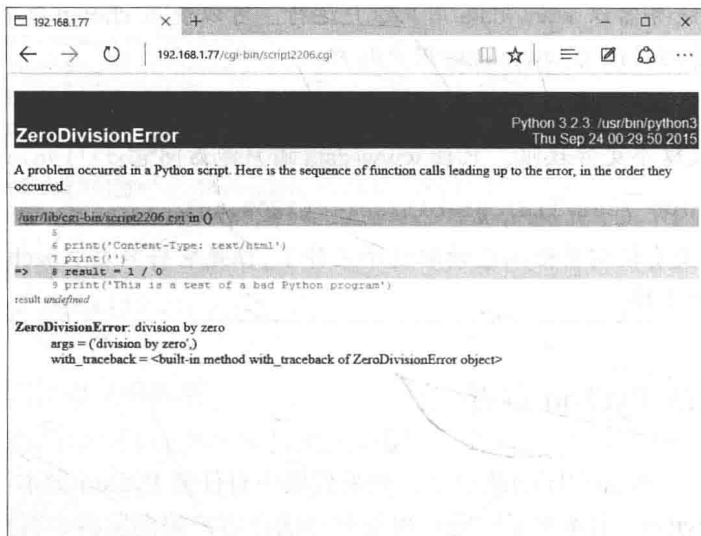 192.168.1.77
192.168.1.77/cgi-bin/script2206.cgi
ZeroDivisionError
Python 3.2.3: /usr/bin/python3
Thu Sep 24 00:29:50 2015
A problem occurred in a Python script. Here is the sequence of function calls leading up to the error, in the order they
occurred.
/usr/lib/cgi-bin/script2206.cgi in ()
5
6 print('Content-Type: text/html')
7 print('')
=> 8 result = 1 / 0
9 print('This is a test of a bad Python program')
result undefined
ZeroDivisionError: division by zero
args = ('division by zero',)
with_traceback = <built-in method with_traceback of ZeroDivisionError object>